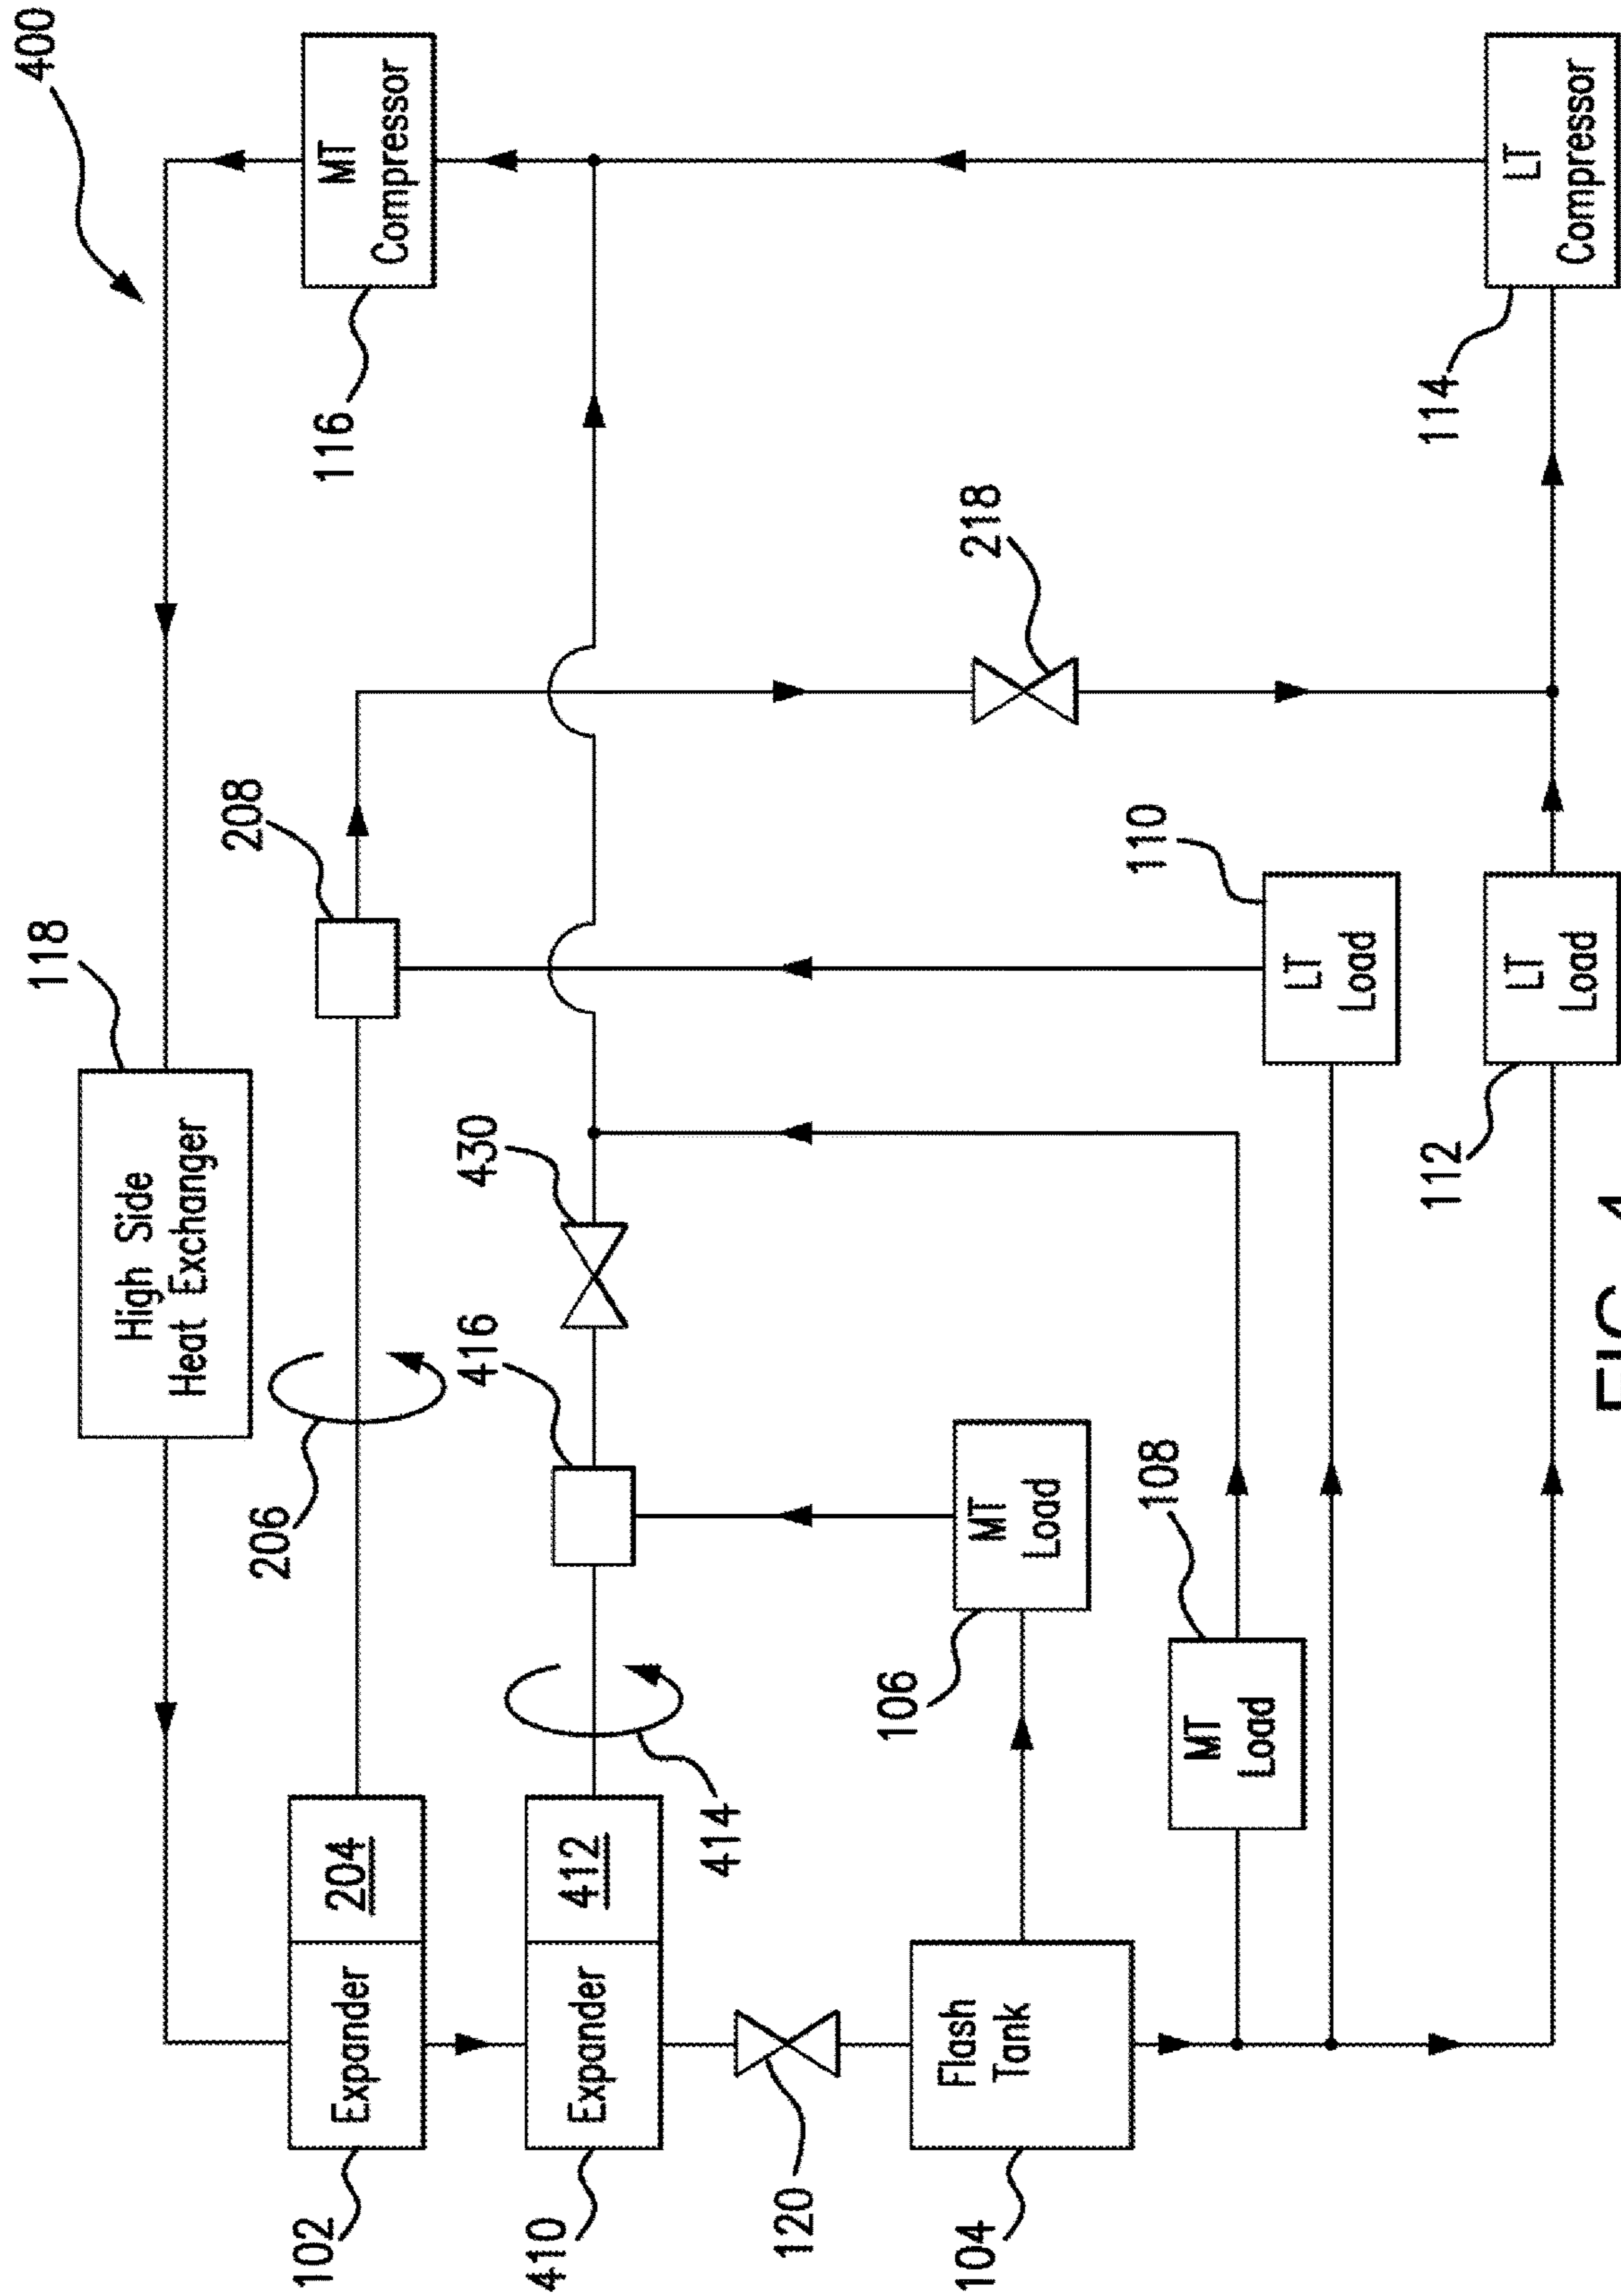 400
118
High Side
Heat Exchanger
208
206
102
Expander
204
116
MT
Compressor
416
430
410
Expander
412
414
120
106
218
104
Flash
Tank
MT
Load
108
110
MT
Load
LT
Load
112
114
LT
Load
LT
Compressor